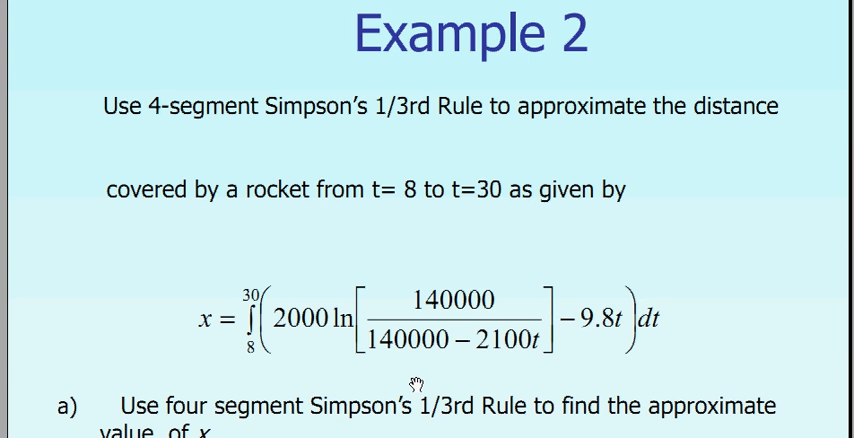 Example 2
Use 4-segment Simpson's 1/3rd Rule to approximate the distance
covered by a rocket from t= 8 to t=30 as given by
x = ∫₈³⁰ ( 2000 ln [ 140000 / (140000 – 2100t) ] – 9.8t ) dt
a) Use four segment Simpson's 1/3rd Rule to find the approximate
value of x